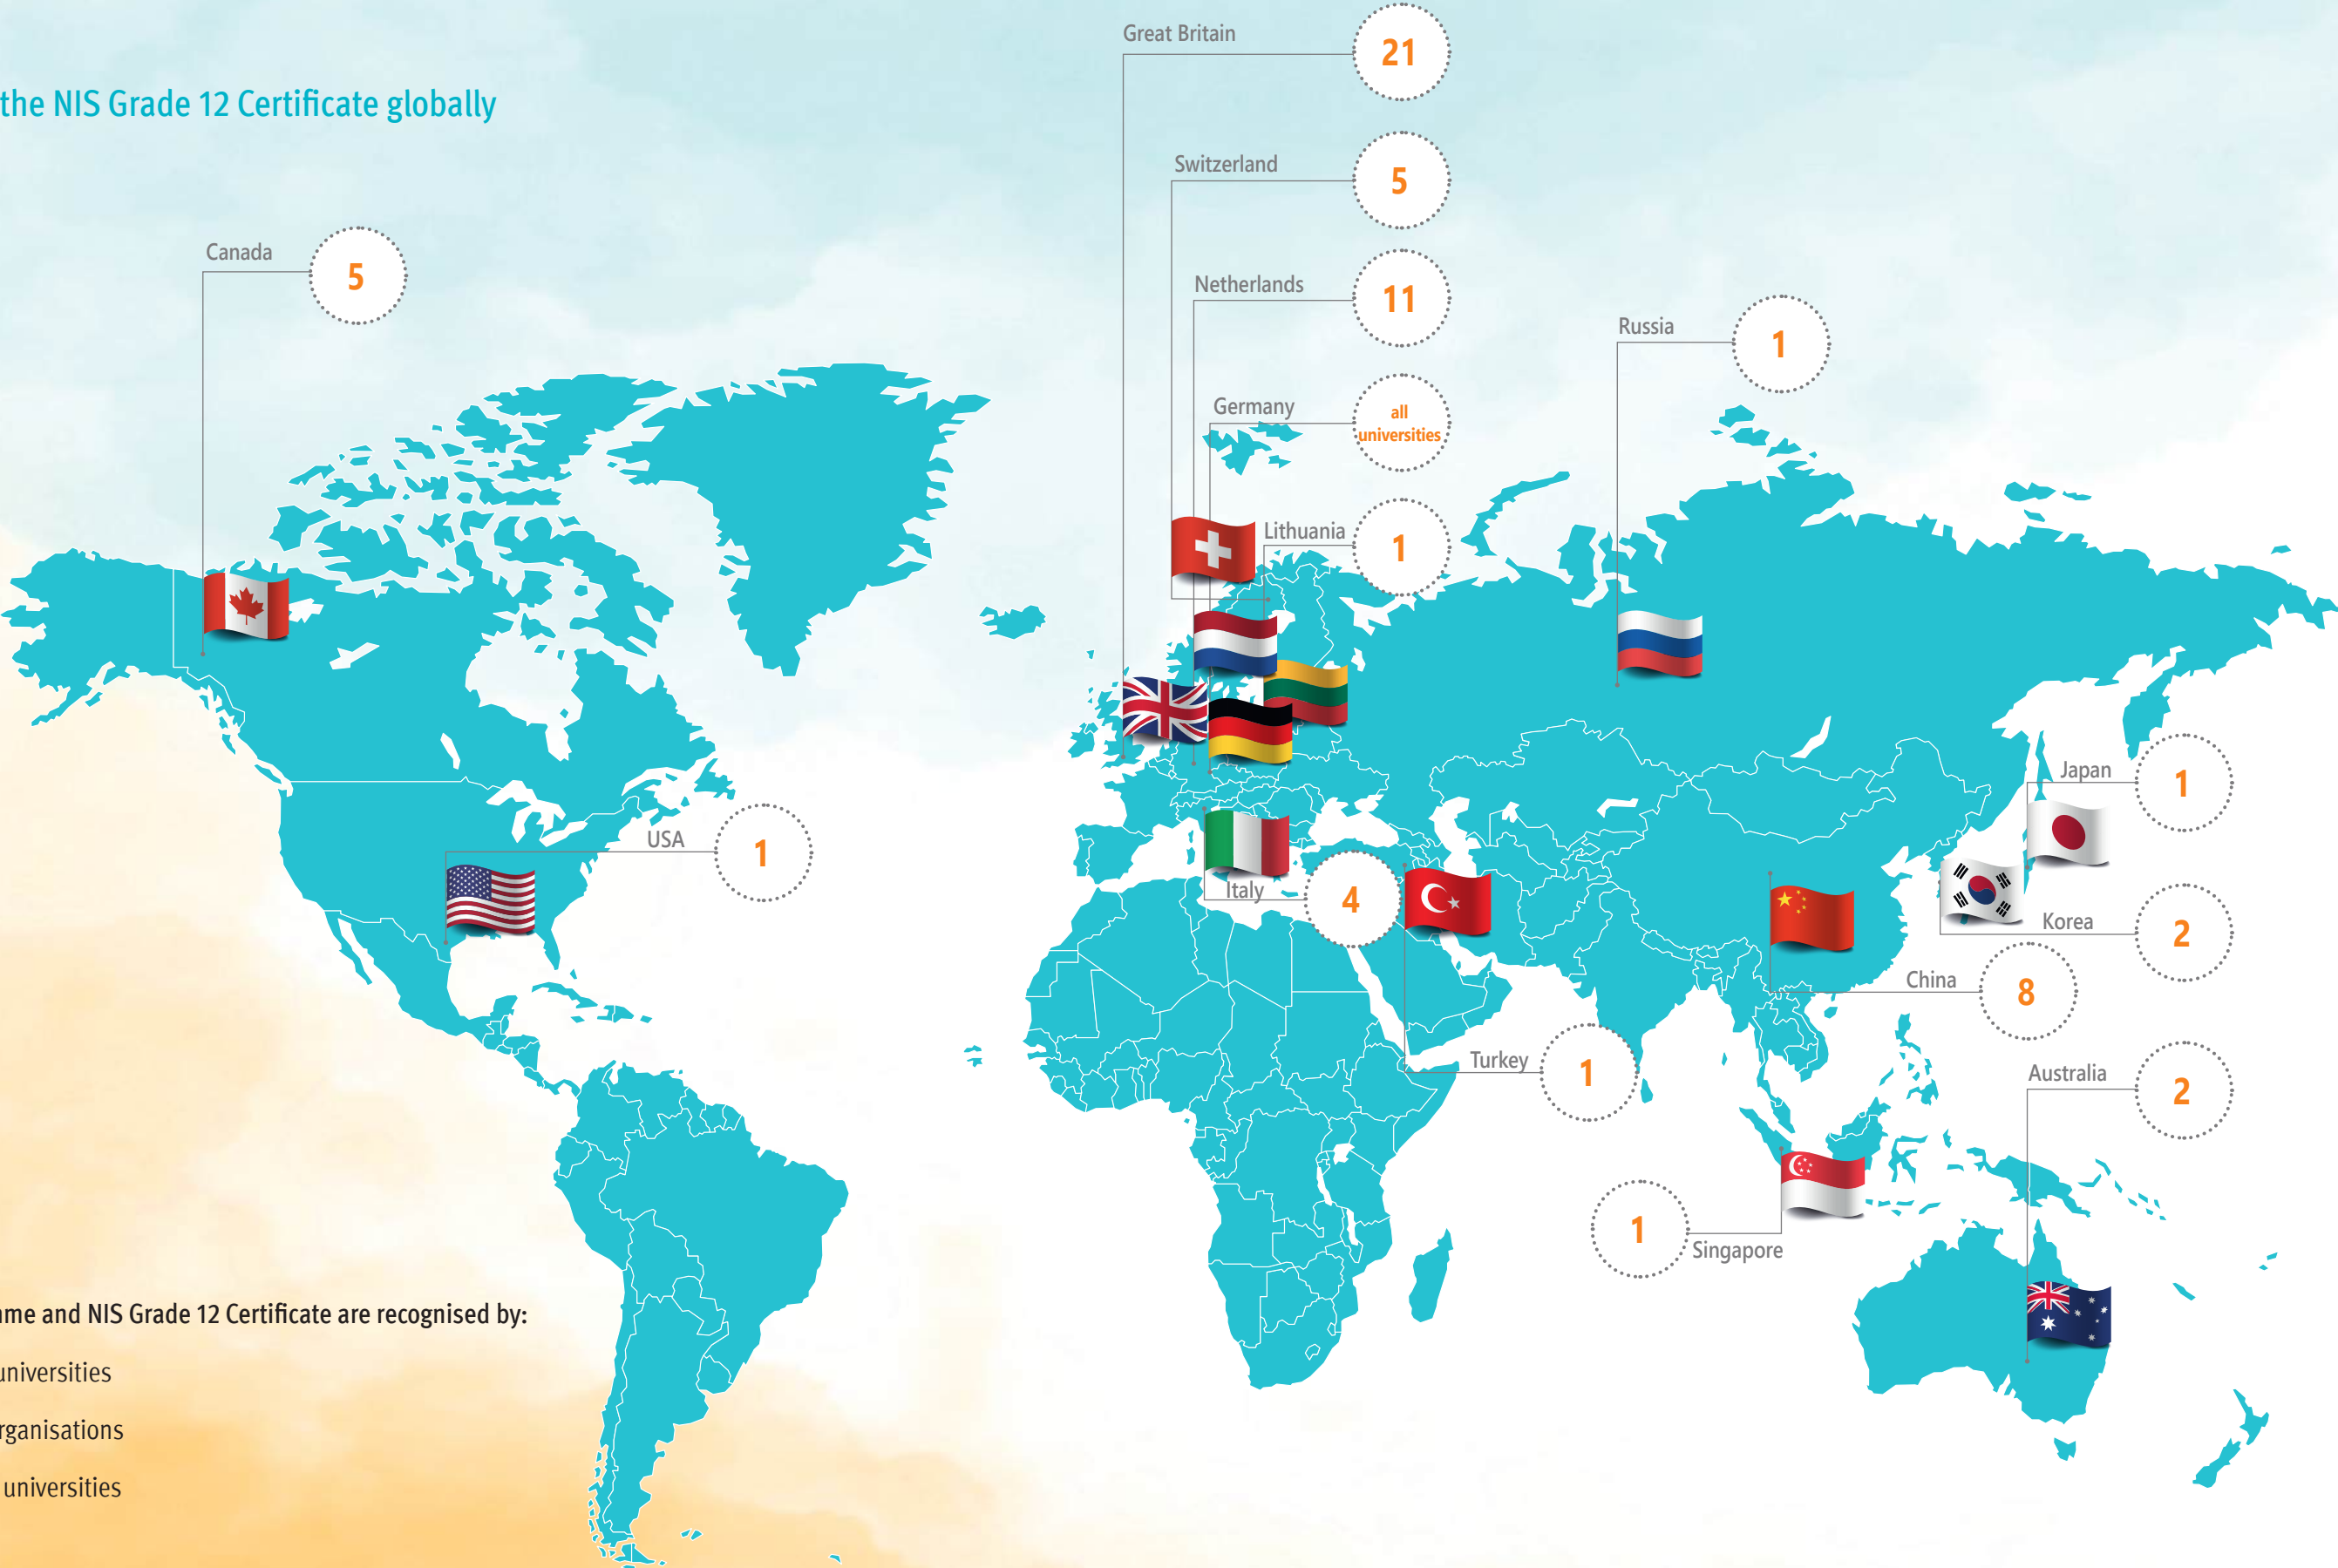 the NIS Grade 12 Certificate globally
Great Britain
21
Switzerland
5
Canada
5
Netherlands
11
Russia
1
Germany
all
universities
Lithuania
1
Japan
1
USA
1
Italy
4
Korea
2
China
8
Turkey
1
Australia
2
1
Singapore
and NIS Grade 12 Certificate are recognised by:
universities
universities